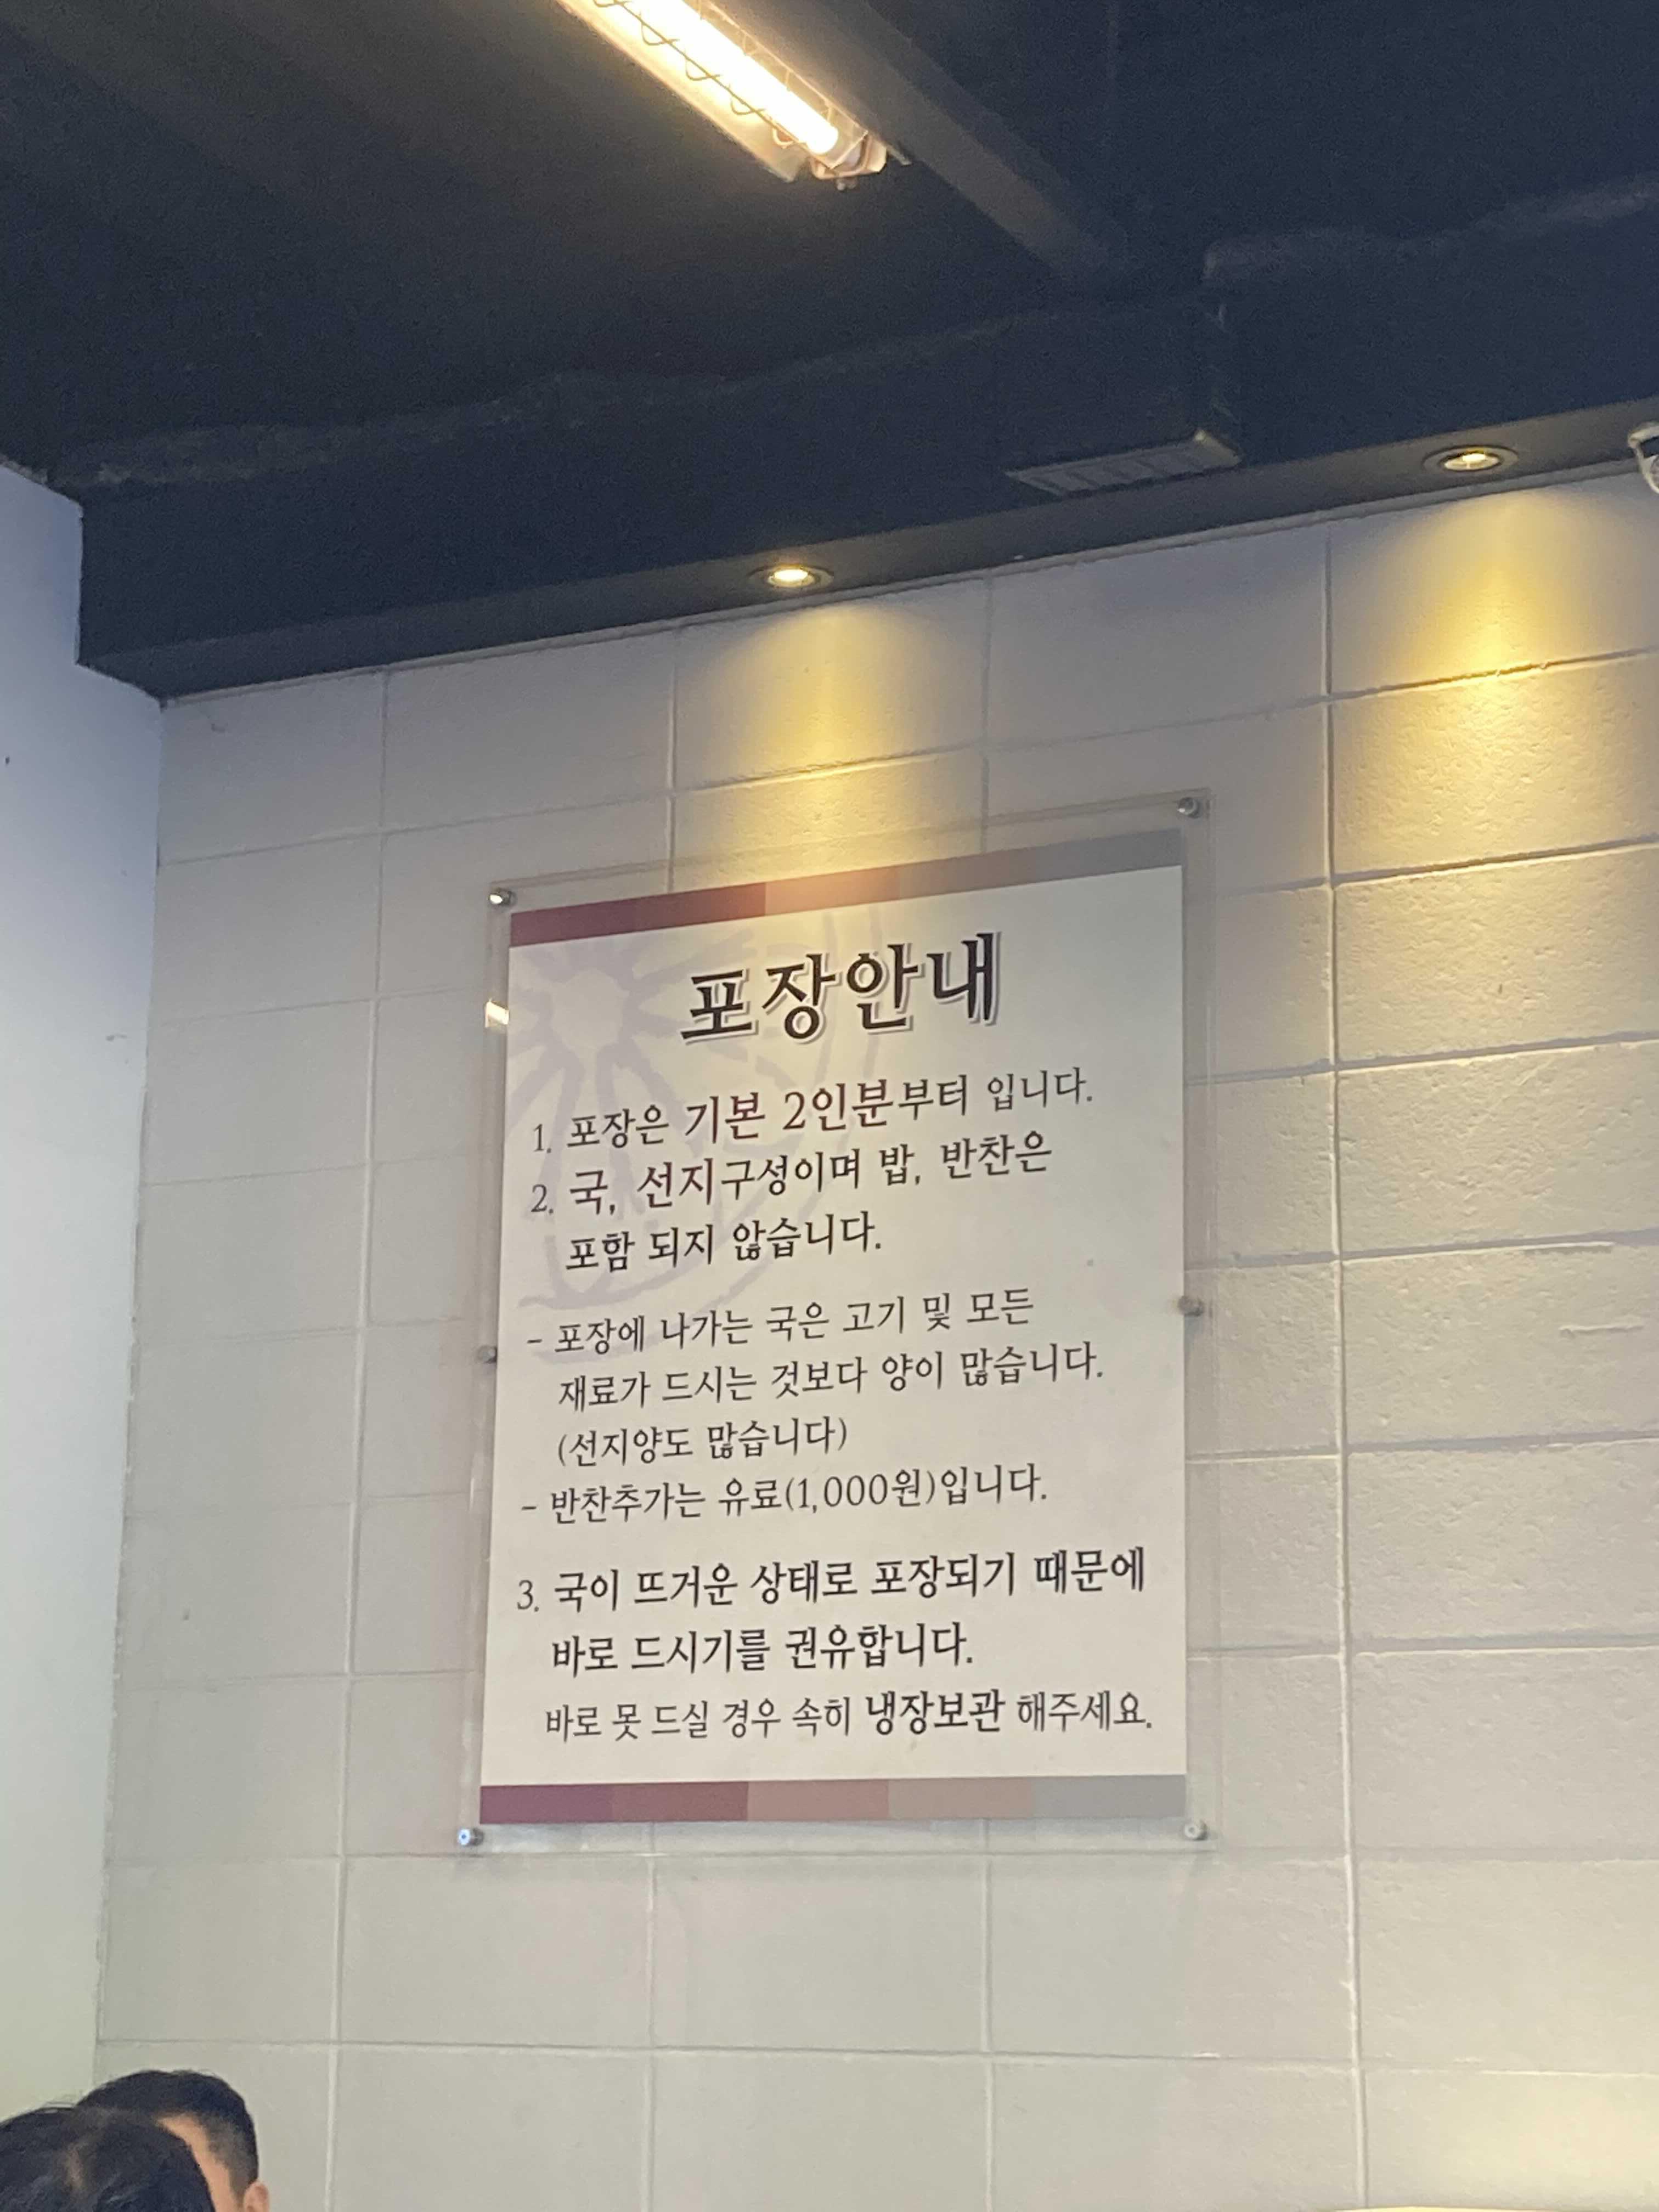 포장안내
1. 포장은 기본 2인분부터 입니다.
2. 국, 선지구성이며 밥, 반찬은
포함 되지 않습니다.
- 포장에 나가는 국은 고기 및 모든
재료가 드시는 것보다 양이 많습니다.
(선지양도 많습니다)
- 반찬추가는 유료(1,000원)입니다.
3. 국이 뜨거운 상태로 포장되기 때문에
바로 드시기를 권유합니다.
바로 못 드실 경우 속히 냉장보관 해주세요.